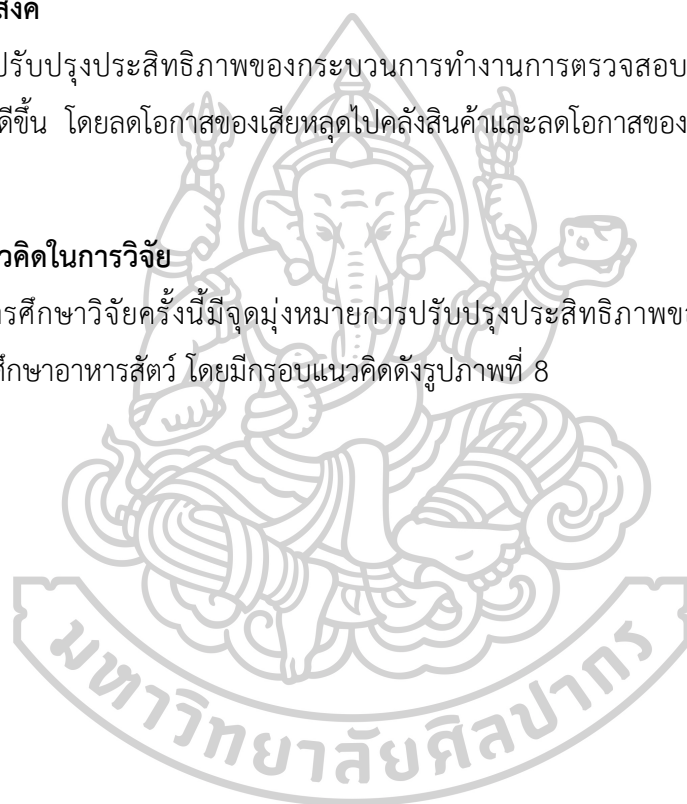 สงค์
ปรับปรุงประสิทธิภาพของกระบวนการทำงานการตรวจสอบ
ดีขึ้น โดยลดโอกาสของเสียหลุดไปคลังสินค้าและลดโอกาสของ
วคิดในการวิจัย
รศึกษาวิจัยครั้งนี้มีจุดมุ่งหมายการปรับปรุงประสิทธิภาพข
ศึกษาอาหารสัตว์ โดยมีกรอบแนวคิดดังรูปภาพที่ 8
มหาวิทยาลัยศิลปากร